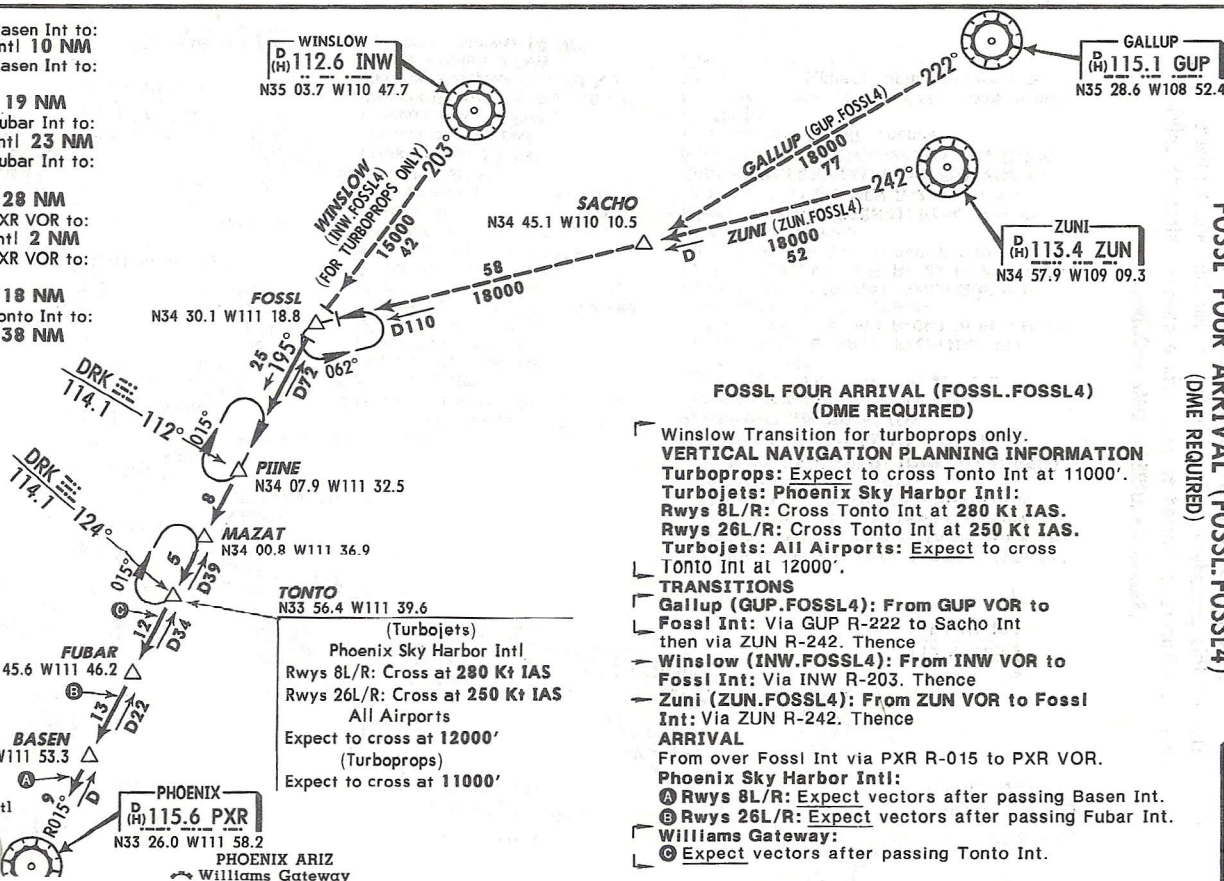 asen Int to:
ntl 10 NM
asen Int to:
19 NM
ubar Int to:
ntl 23 NM
ubar Int to:
28 NM
XR VOR to:
ntl 2 NM
XR VOR to:
18 NM
onto Int to:
38 NM
WINSLOW
D
(H) 112.6 INW
N35 03.7 W110 47.7
GALLUP
D
(H) 115.1 GUP
N35 28.6 W108 52.4
222°
GALLUP (GUP.FOSSL4)
18000
77
203°
WINSLOW
(INW.FOSSL4)
(FOR TURBOPROPS ONLY)
15000
42
242°
ZUNI (ZUN.FOSSL4)
18000
52
D
ZUNI
D
(H) 113.4 ZUN
N34 57.9 W109 09.3
SACHO
N34 45.1 W110 10.5
58
18000
FOSSL
N34 30.1 W111 18.8
D110
062°
25
195°
D72
DRK
114.1
112°
015°
PIINE
N34 07.9 W111 32.5
8
DRK
114.1
124°
MAZAT
N34 00.8 W111 36.9
015°
5
D39
TONTO
N33 56.4 W111 39.6
(Turbojets)
Phoenix Sky Harbor Intl
Rwys 8L/R: Cross at 280 Kt IAS
Rwys 26L/R: Cross at 250 Kt IAS
All Airports
Expect to cross at 12000'
(Turboprops)
Expect to cross at 11000'
C
12
D34
FUBAR
45.6 W111 46.2
B
13
D22
BASEN
W111 53.3
A
9
D
R015°
tl
PHOENIX
D
(H) 115.6 PXR
N33 26.0 W111 58.2
PHOENIX ARIZ
Williams Gateway
FOSSL FOUR ARRIVAL (FOSSL.FOSSL4)
(DME REQUIRED)
Winslow Transition for turboprops only.
VERTICAL NAVIGATION PLANNING INFORMATION
Turboprops: Expect to cross Tonto Int at 11000'.
Turbojets: Phoenix Sky Harbor Intl:
Rwys 8L/R: Cross Tonto Int at 280 Kt IAS.
Rwys 26L/R: Cross Tonto Int at 250 Kt IAS.
Turbojets: All Airports: Expect to cross
Tonto Int at 12000'.
TRANSITIONS
Gallup (GUP.FOSSL4): From GUP VOR to
Fossl Int: Via GUP R-222 to Sacho Int
then via ZUN R-242. Thence
Winslow (INW.FOSSL4): From INW VOR to
Fossl Int: Via INW R-203. Thence
Zuni (ZUN.FOSSL4): From ZUN VOR to Fossl
Int: Via ZUN R-242. Thence
ARRIVAL
From over Fossl Int via PXR R-015 to PXR VOR.
Phoenix Sky Harbor Intl:
A Rwys 8L/R: Expect vectors after passing Basen Int.
B Rwys 26L/R: Expect vectors after passing Fubar Int.
Williams Gateway:
C Expect vectors after passing Tonto Int.
FOSSL FOUR ARRIVAL (FOSSL.FOSSL4)
(DME REQUIRED)